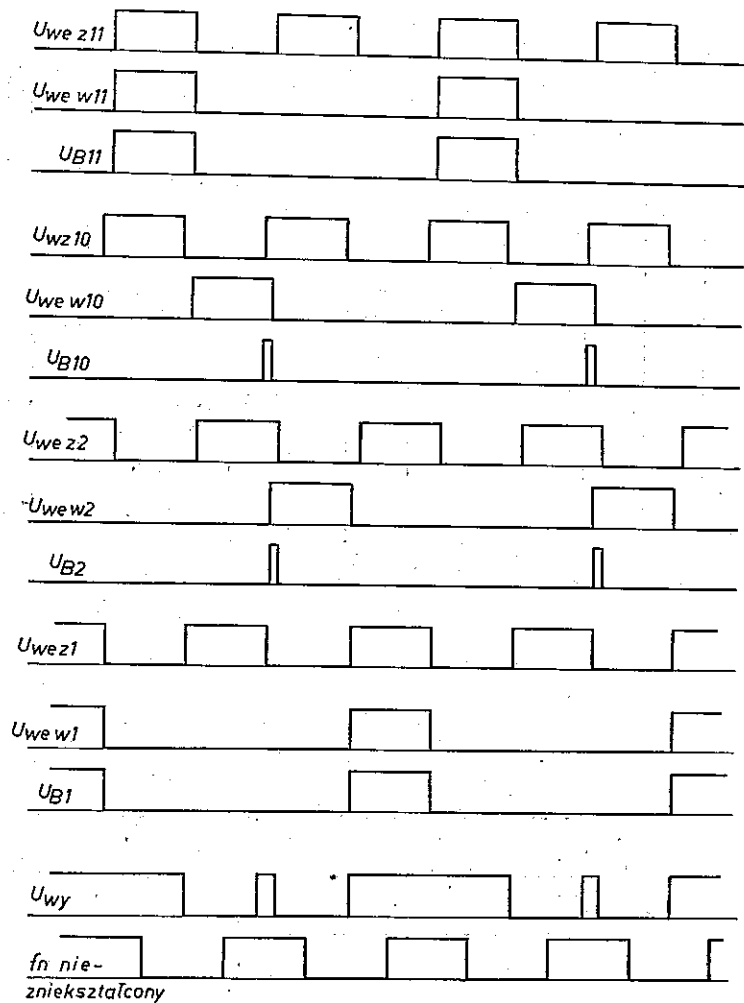 Uwe z11
Uwe w11
UB11
Uwz10
Uwe w10
UB10
Uwe z2
Uwe w2
UB2
Uwe z1
Uwe w1
UB1
Uwy
fn nie-
zniekształcony